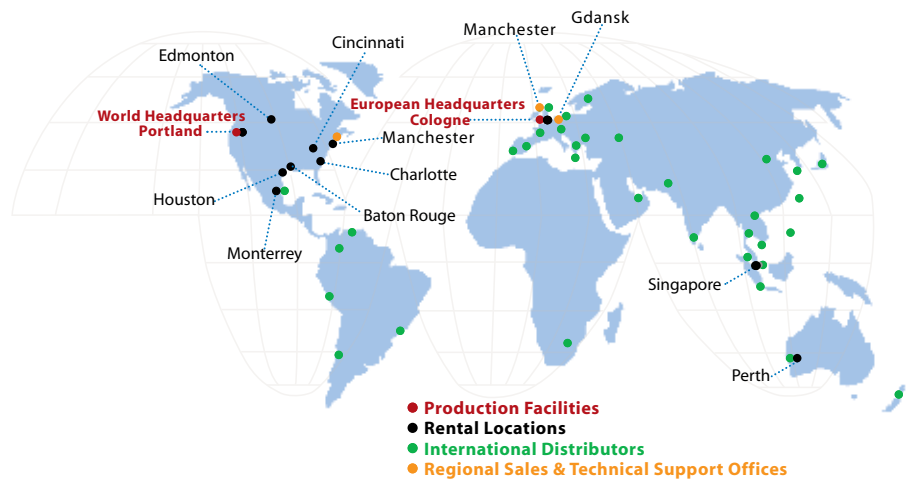 Gdansk
Manchester
Cincinnati
Edmonton
European Headquarters
Cologne
World Headquarters
Portland
Manchester
Charlotte
Houston
Baton Rouge
Monterrey
Singapore
Perth
Production Facilities
Rental Locations
International Distributors
Regional Sales & Technical Support Offices